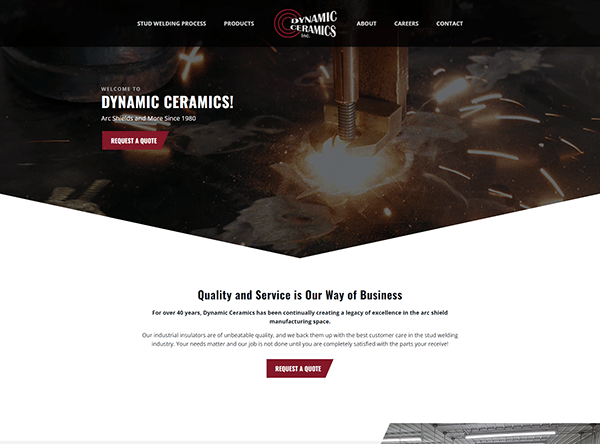 STUD WELDING PROCESS PRODUCTS DYNAMIC CERAMICS Inc. ABOUT CAREERS CONTACT
WELCOME TO
DYNAMIC CERAMICS!
Arc Shields and More Since 1980
REQUEST A QUOTE
Quality and Service is Our Way of Business
For over 40 years, Dynamic Ceramics has been continually creating a legacy of excellence in the arc shield
manufacturing space.
Our industrial insulators are of unbeatable quality, and we back them up with the best customer care in the stud welding
industry. Your needs matter and our job is not done until you are completely satisfied with the parts your receive!
REQUEST A QUOTE